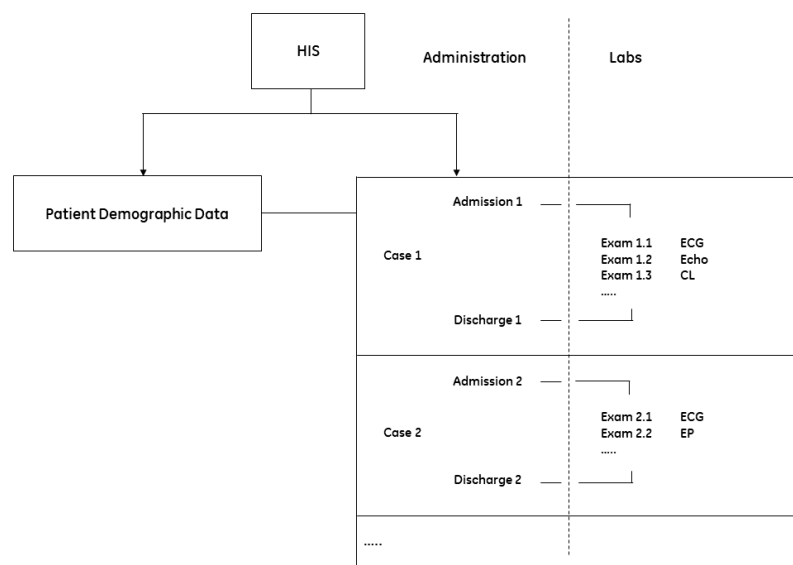 HIS
Administration
Labs
Patient Demographic Data
Admission 1
Case 1
Exam 1.1 ECG
Exam 1.2 Echo
Exam 1.3 CL
.....
Discharge 1
Admission 2
Case 2
Exam 2.1 ECG
Exam 2.2 EP
.....
Discharge 2
.....